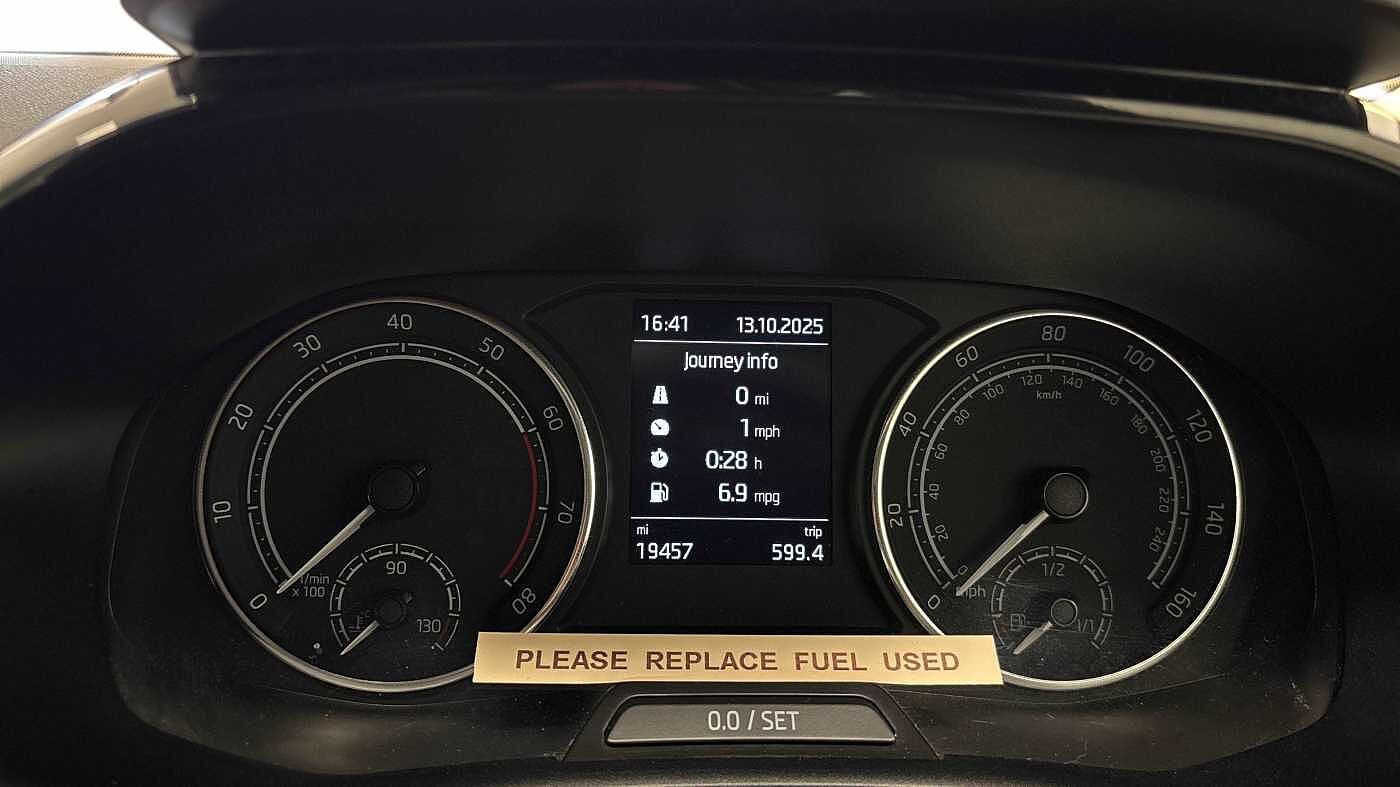 16:41 13.10.2025
Journey info
0 mi
1 mph
0:28 h
6.9 mpg
mi trip
19457 599.4
0 10 20 30 40 50 60 70 80
1/min
x 100
90
130
°C
0 20 40 60 80 100 120 140 160
mph
0 20 40 60 80 100 120 140 160 180 200 220 240
km/h
1/2
1/1
PLEASE REPLACE FUEL USED
0.0 / SET